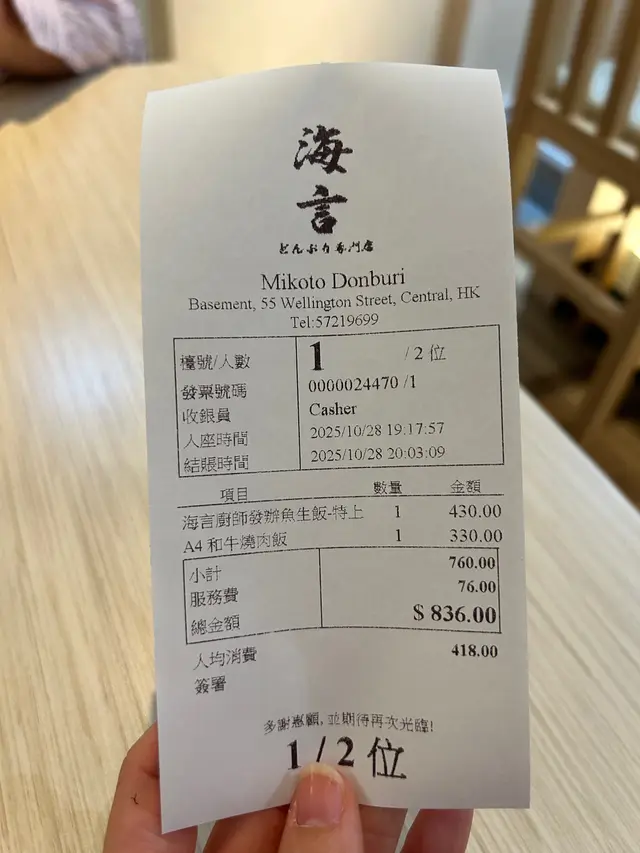 海
言
どんぶり専門店
Mikoto Donburi
Basement, 55 Wellington Street, Central, HK
Tel:57219699
檯號/人數 1 / 2 位
發票號碼 0000024470 /1
收銀員 Casher
入座時間 2025/10/28 19:17:57
結賬時間 2025/10/28 20:03:09
項目 數量 金額
海言廚師發辦魚生飯-特上 1 430.00
A4 和牛燒肉飯 1 330.00
小計 760.00
服務費 76.00
總金額 $ 836.00
人均消費 418.00
簽署
多謝惠顧, 並期待再次光臨!
1 / 2 位